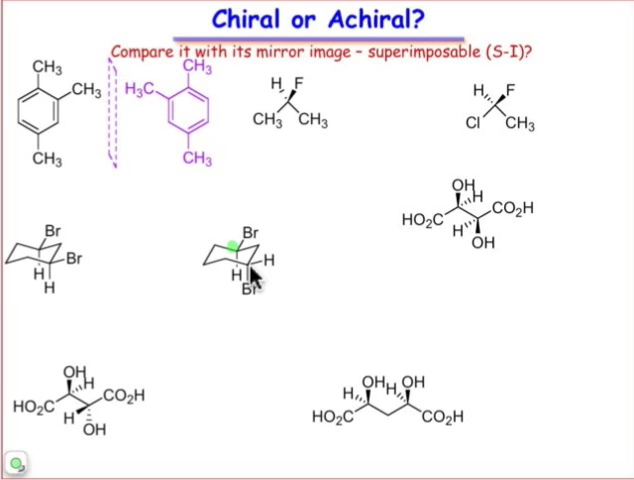 Chiral or Achiral?
Compare it with its mirror image – superimposable (S-I)?
CH3
CH3
CH3
CH3
H3C
CH3
H F
CH3 CH3
H F
Cl CH3
Br
Br
H
H
Br
H
H
Br
OH
H
HO2C
CO2H
H
OH
OH
H
HO2C
CO2H
H
OH
H OH H OH
HO2C
CO2H